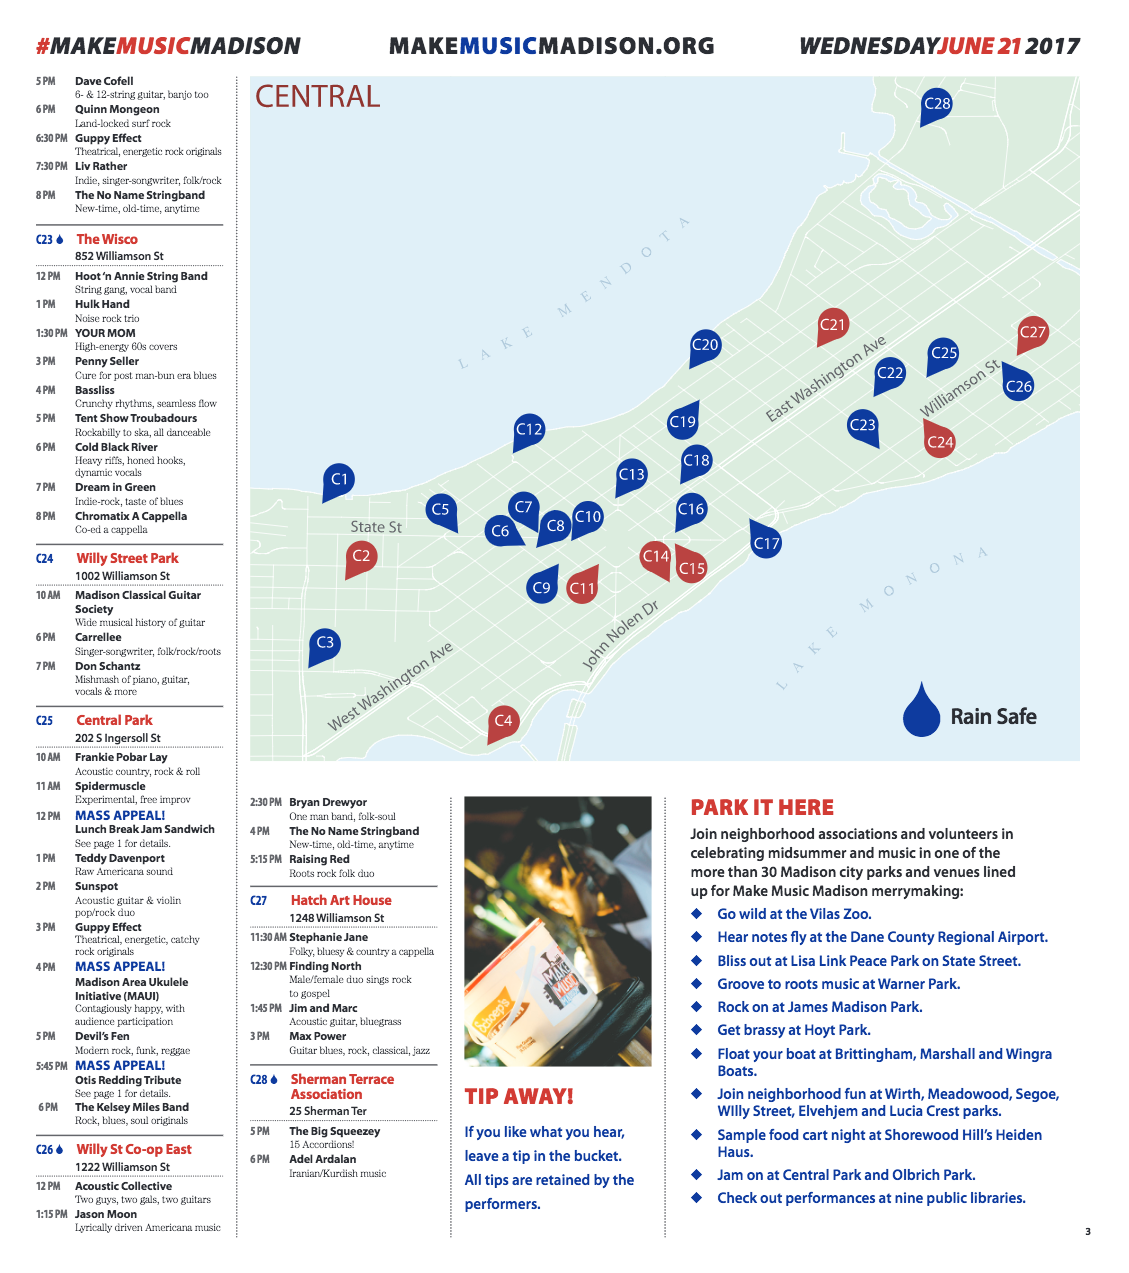 #MAKEMUSICMADISON
MAKEMUSICMADISON.ORG
WEDNESDAYJUNE 21 2017
5 PM Dave Cofell
6- & 12-string guitar, banjo too
6 PM Quinn Mongeon
Land-locked surf rock
6:30 PM Guppy Effect
Theatrical, energetic rock originals
7:30 PM Liv Rather
Indie, singer-songwriter, folk/rock
8 PM The No Name Stringband
New-time, old-time, anytime
C23 The Wisco
852 Williamson St
12 PM Hoot ‘n Annie String Band
String gang, vocal band
1 PM Hulk Hand
Noise rock trio
1:30 PM YOUR MOM
High-energy 60s covers
3 PM Penny Seller
Cure for post man-bun era blues
4 PM Bassliss
Crunchy rhythms, seamless flow
5 PM Tent Show Troubadours
Rockabilly to ska, all danceable
6 PM Cold Black River
Heavy riffs, honed hooks,
dynamic vocals
7 PM Dream in Green
Indie-rock, taste of blues
8 PM Chromatix A Cappella
Co-ed a cappella
C24 Willy Street Park
1002 Williamson St
10 AM Madison Classical Guitar
Society
Wide musical history of guitar
6 PM Carrellee
Singer-songwriter, folk/rock/roots
7 PM Don Schantz
Mishmash of piano, guitar,
vocals & more
C25 Central Park
202 S Ingersoll St
10 AM Frankie Pobar Lay
Acoustic country, rock & roll
11 AM Spidermuscle
Experimental, free improv
12 PM MASS APPEAL!
Lunch Break Jam Sandwich
See page 1 for details.
1 PM Teddy Davenport
Raw Americana sound
2 PM Sunspot
Acoustic guitar & violin
pop/rock duo
3 PM Guppy Effect
Theatrical, energetic, catchy
rock originals
4 PM MASS APPEAL!
Madison Area Ukulele
Initiative (MAUI)
Contagiously happy, with
audience participation
5 PM Devil’s Fen
Modern rock, funk, reggae
5:45 PM MASS APPEAL!
Otis Redding Tribute
See page 1 for details.
6 PM The Kelsey Miles Band
Rock, blues, soul originals
C26 Willy St Co-op East
1222 Williamson St
12 PM Acoustic Collective
Two guys, two gals, two guitars
1:15 PM Jason Moon
Lyrically driven Americana music
CENTRAL
C28
LAKE MENDOTA
C21
C27
C20
East Washington Ave
C25
C22
Williamson St
C26
C19
C23
C12
C24
C18
C13
C1
C5
C7
C16
C10
C8
C6
State St
C17
C2
C14
C15
C9
C11
LAKE MONONA
John Nolen Dr
C3
West Washington Ave
C4
Rain Safe
2:30 PM Bryan Drewyor
One man band, folk-soul
4 PM The No Name Stringband
New-time, old-time, anytime
5:15 PM Raising Red
Roots rock folk duo
C27 Hatch Art House
1248 Williamson St
11:30 AM Stephanie Jane
Folky, bluesy & country a cappella
12:30 PM Finding North
Male/female duo sings rock
to gospel
1:45 PM Jim and Marc
Acoustic guitar, bluegrass
3 PM Max Power
Guitar blues, rock, classical, jazz
C28 Sherman Terrace
Association
25 Sherman Ter
5 PM The Big Squeezey
15 Accordions!
6 PM Adel Ardalan
Iranian/Kurdish music
MAKE
MUSIC
TIP AWAY!
If you like what you hear,
leave a tip in the bucket.
All tips are retained by the
performers.
PARK IT HERE
Join neighborhood associations and volunteers in
celebrating midsummer and music in one of the
more than 30 Madison city parks and venues lined
up for Make Music Madison merrymaking:
◆ Go wild at the Vilas Zoo.
◆ Hear notes fly at the Dane County Regional Airport.
◆ Bliss out at Lisa Link Peace Park on State Street.
◆ Groove to roots music at Warner Park.
◆ Rock on at James Madison Park.
◆ Get brassy at Hoyt Park.
◆ Float your boat at Brittingham, Marshall and Wingra
Boats.
◆ Join neighborhood fun at Wirth, Meadowood, Segoe,
WIlly Street, Elvehjem and Lucia Crest parks.
◆ Sample food cart night at Shorewood Hill’s Heiden
Haus.
◆ Jam on at Central Park and Olbrich Park.
◆ Check out performances at nine public libraries.
3